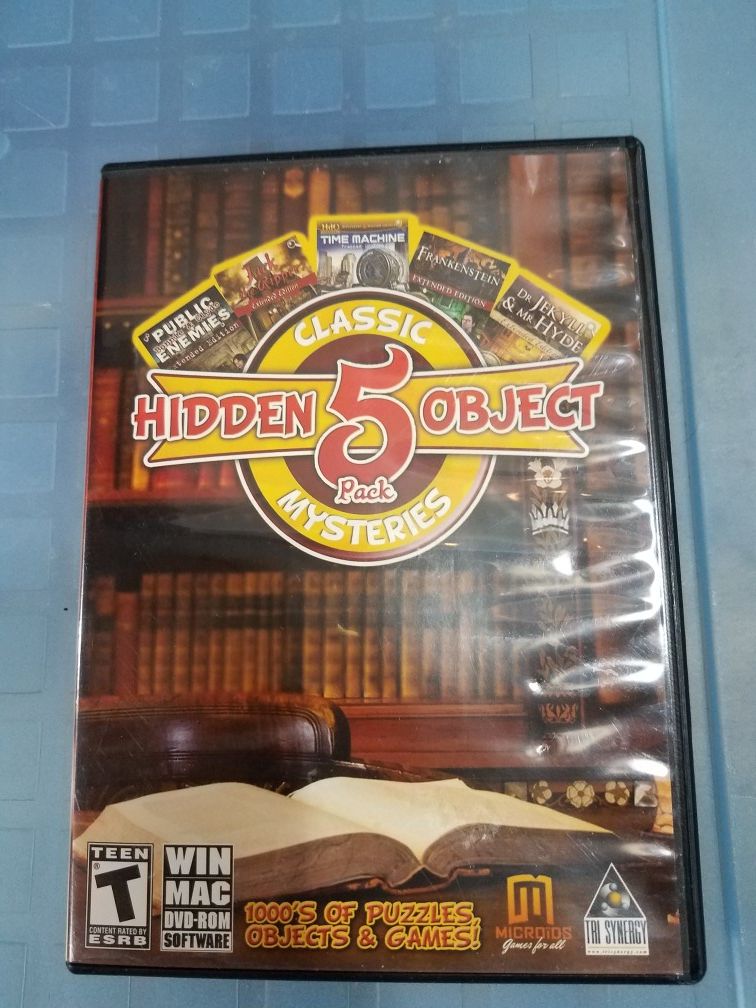 TIME MACHINE
FRANKENSTEIN
EXTENDED EDITION
Extended Edition
PUBLIC
ENEMIES
DR JEKYLL
& MR. HYDE
CLASSIC
HIDDEN 5 OBJECT
Pack
MYSTERIES
TEEN
T
CONTENT RATED BY
ESRB
WIN
MAC
DVD-ROM
SOFTWARE
1000'S OF PUZZLES,
OBJECTS & GAMES!
MICROIDS
Games for all
TRI SYNERGY